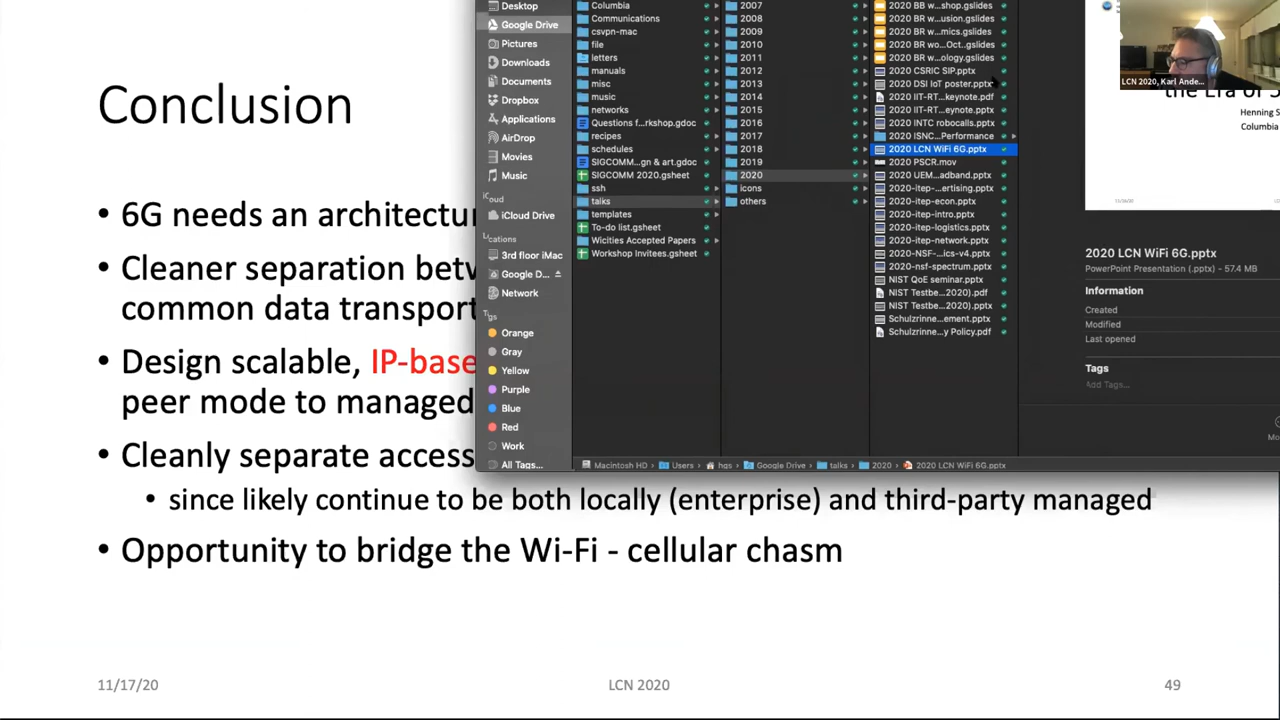 Conclusion
• 6G needs an architectur
• Cleaner separation betw
common data transport
• Design scalable, IP-base
peer mode to managed
• Cleanly separate access
• since likely continue to be both locally (enterprise) and third-party managed
• Opportunity to bridge the Wi-Fi - cellular chasm
11/17/20
LCN 2020
49
Desktop
Google Drive
Pictures
Downloads
Documents
Dropbox
Applications
AirDrop
Movies
Music
iCloud Drive
3rd floor iMac
Google D...
Network
Orange
Gray
Yellow
Purple
Blue
Red
Work
All Tags...
Columbia
Communications
csvpn-mac
file
letters
manuals
misc
music
networks
Questions f...rkshop.gdoc
recipes
schedules
SIGCOMM...gn & art.gdoc
SIGCOMM 2020.gsheet
ssh
talks
templates
To-do list.gsheet
Wicities Accepted Papers
Workshop Invitees.gsheet
2007
2008
2009
2010
2011
2012
2013
2014
2015
2016
2017
2018
2019
2020
icons
others
2020 BB w...shop.gslides
2020 BR w...usion.gslides
2020 BR w...mics.gslides
2020 BR wo...Oct..gslides
2020 BR w...ology.gslides
2020 CSRIC SIP.pptx
2020 DSI IoT poster.pptx
2020 IIT-RT...keynote.pdf
2020 IIT-RT...eynote.pptx
2020 INTC robocalls.pptx
2020 ISNC...Performance
2020 LCN WiFi 6G.pptx
2020 PSCR.mov
2020 UEM...adband.pptx
2020-itep-...ertising.pptx
2020-itep-econ.pptx
2020-itep-intro.pptx
2020-itep-logistics.pptx
2020-itep-network.pptx
2020-NSF-...ics-v4.pptx
2020-nsf-spectrum.pptx
NIST QoE seminar.pptx
NIST Testbe...2020).pdf
NIST Testbe...2020).pptx
Schulzrinne...ement.pptx
Schulzrinne...y Policy.pdf
Macintosh HD › Users › hgs › Google Drive › talks › 2020 › 2020 LCN WiFi 6G.pptx
LCN 2020, Karl Ande...
the Era of
Henning S
Columbia
2020 LCN WiFi 6G.pptx
PowerPoint Presentation (.pptx) - 57.4 MB
Information
Created
Modified
Last opened
Tags
Add Tags...